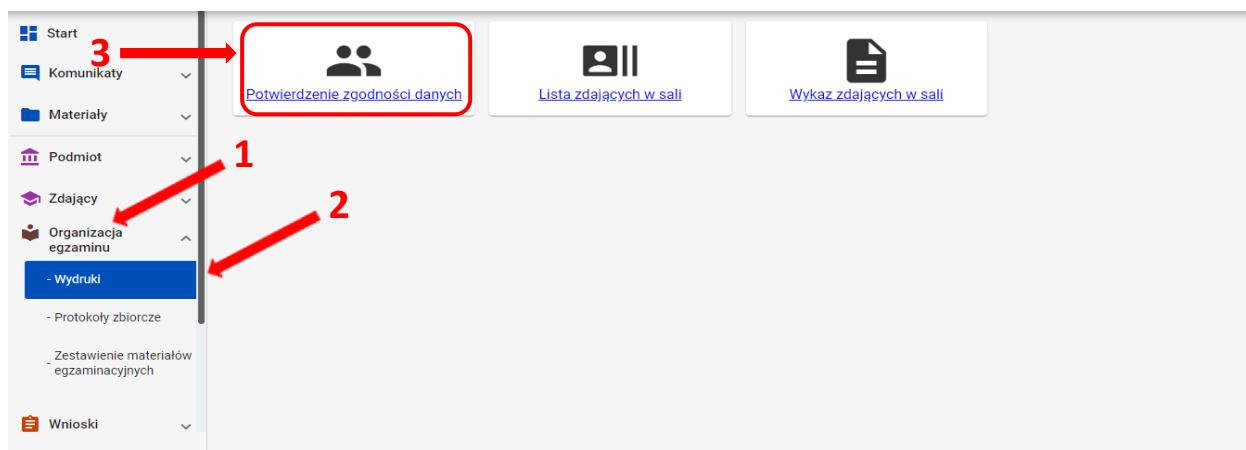 Start
3
Komunikaty
Materiały
Podmiot
1
Zdający
2
Organizacja
egzaminu
- Wydruki
- Protokoły zbiorcze
- Zestawienie materiałów
egzaminacyjnych
Wnioski
Potwierdzenie zgodności danych
Lista zdających w sali
Wykaz zdających w sali